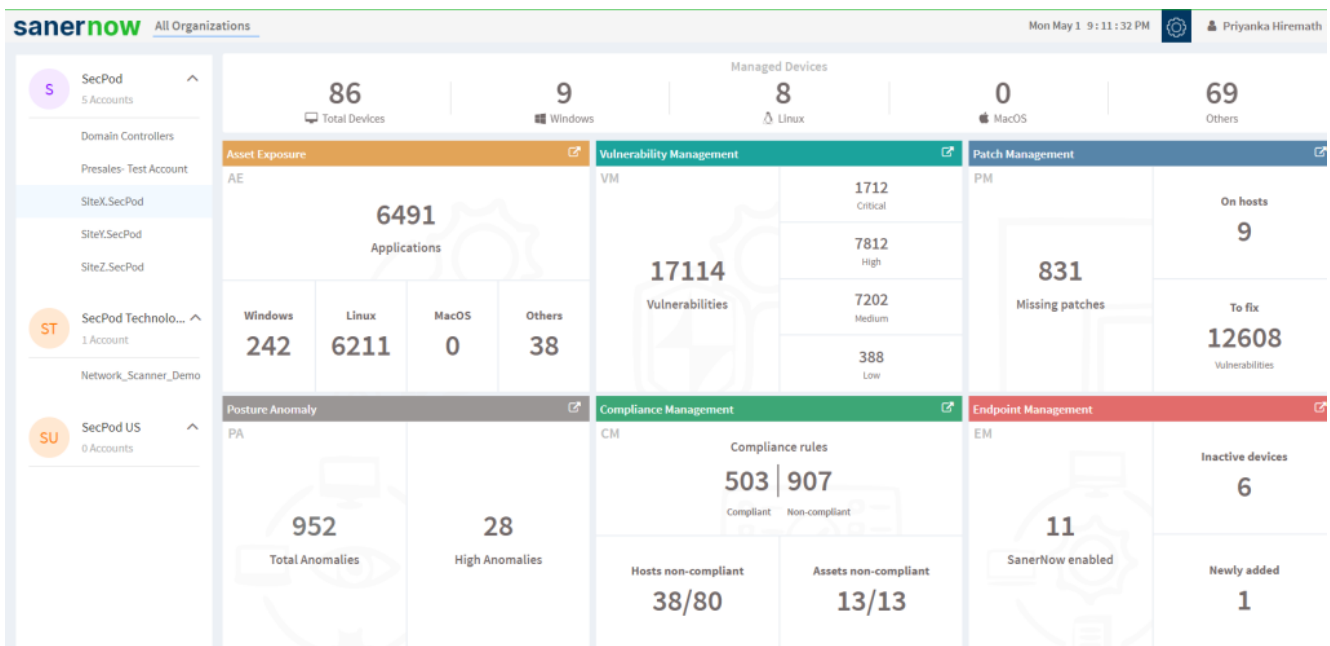 sanernow All Organizations Mon May 1 9:11:32 PM Priyanka Hiremath
S SecPod
5 Accounts
Domain Controllers
Presales- Test Account
SiteX.SecPod
SiteY.SecPod
SiteZ.SecPod
ST SecPod Technolo...
1 Account
Network_Scanner_Demo
SU SecPod US
0 Accounts
Managed Devices
86 9 8 0 69
Total Devices Windows Linux MacOS Others
Asset Exposure
AE
6491
Applications
Windows Linux MacOS Others
242 6211 0 38
Vulnerability Management
VM
17114
Vulnerabilities
1712
Critical
7812
High
7202
Medium
388
Low
Patch Management
PM
831
Missing patches
On hosts
9
To fix
12608
Vulnerabilities
Posture Anomaly
PA
952 28
Total Anomalies High Anomalies
Compliance Management
CM
Compliance rules
503 907
Compliant Non-compliant
Hosts non-compliant Assets non-compliant
38/80 13/13
Endpoint Management
EM
11
SanerNow enabled
Inactive devices
6
Newly added
1